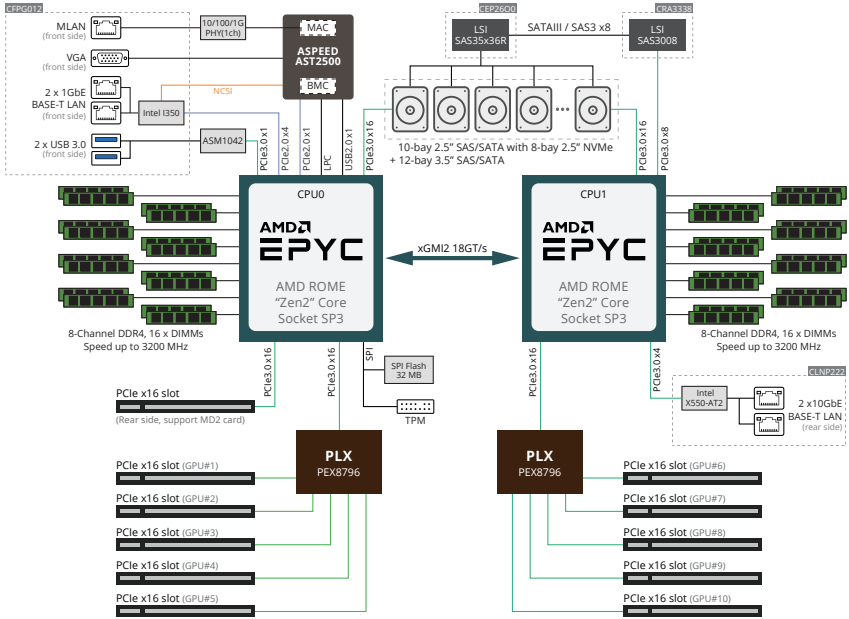 CFPG012
MLAN
(front side)
10/100/1G
PHY(1ch)
MAC
ASPEED
AST2500
BMC
VGA
(front side)
2 x 1GbE
BASE-T LAN
(front side)
Intel I350
NCSI
2 x USB 3.0
(front side)
ASM1042
PCIe3.0 x1
PCIe2.0 x4
PCIe2.0 x1
LPC
USB2.0 x1
PCIe3.0 x16
CEP26O0
LSI
SAS35x36R
SATAIII / SAS3 x8
CRA3338
LSI
SAS3008
10-bay 2.5” SAS/SATA with 8-bay 2.5” NVMe
+ 12-bay 3.5” SAS/SATA
PCIe3.0 x16
PCIe3.0 x8
CPU0
AMD
EPYC
AMD ROME
“Zen2” Core
Socket SP3
xGMI2 18GT/s
CPU1
AMD
EPYC
AMD ROME
“Zen2” Core
Socket SP3
8-Channel DDR4, 16 x DIMMs
Speed up to 3200 MHz
8-Channel DDR4, 16 x DIMMs
Speed up to 3200 MHz
PCIe3.0 x16
PCIe3.0 x16
SPI
SPI Flash
32 MB
TPM
PCIe3.0 x16
PCIe3.0 x4
CLNP222
Intel
X550-AT2
2 x10GbE
BASE-T LAN
(rear side)
PCIe x16 slot
(Rear side, support MD2 card)
PLX
PEX8796
PLX
PEX8796
PCIe x16 slot (GPU#1)
PCIe x16 slot (GPU#2)
PCIe x16 slot (GPU#3)
PCIe x16 slot (GPU#4)
PCIe x16 slot (GPU#5)
PCIe x16 slot (GPU#6)
PCIe x16 slot (GPU#7)
PCIe x16 slot (GPU#8)
PCIe x16 slot (GPU#9)
PCIe x16 slot (GPU#10)